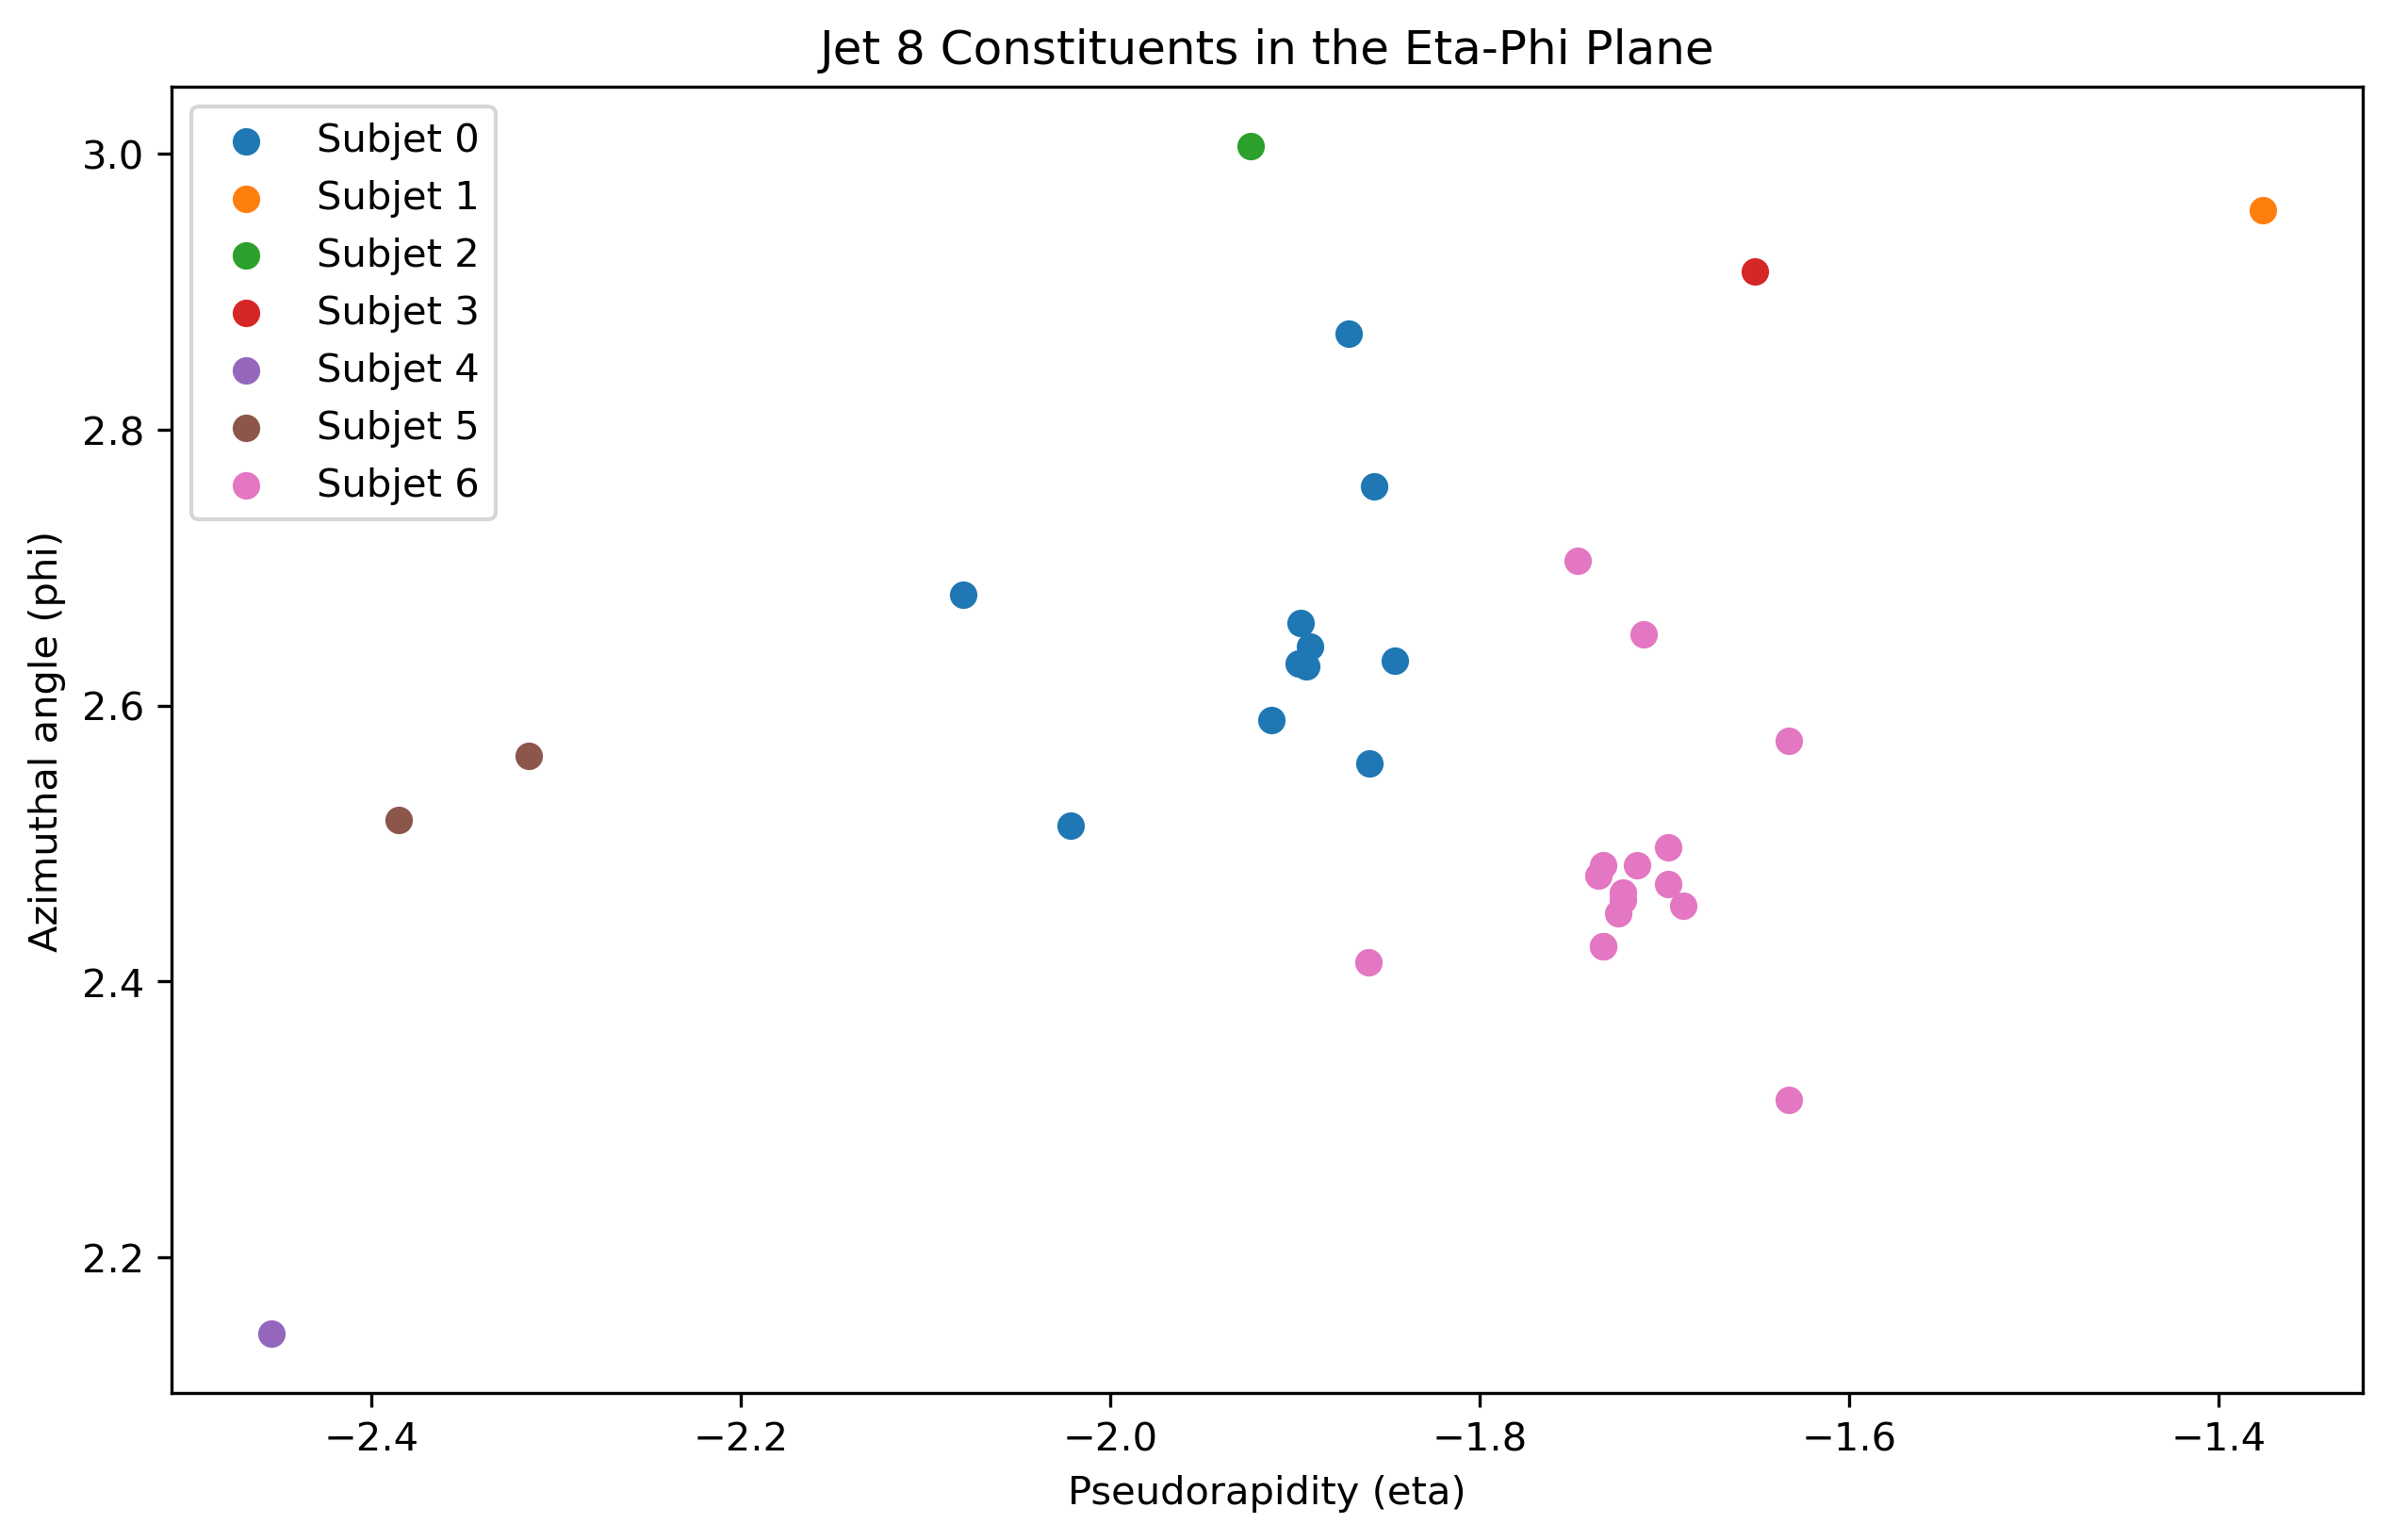 Jet 8 Constituents in the Eta-Phi Plane
Subjet 0
Subjet 1
Subjet 2
Subjet 3
Subjet 4
Subjet 5
Subjet 6
3.0
2.8
2.6
2.4
2.2
Azimuthal angle (phi)
−2.4 −2.2 −2.0 −1.8 −1.6 −1.4
Pseudorapidity (eta)